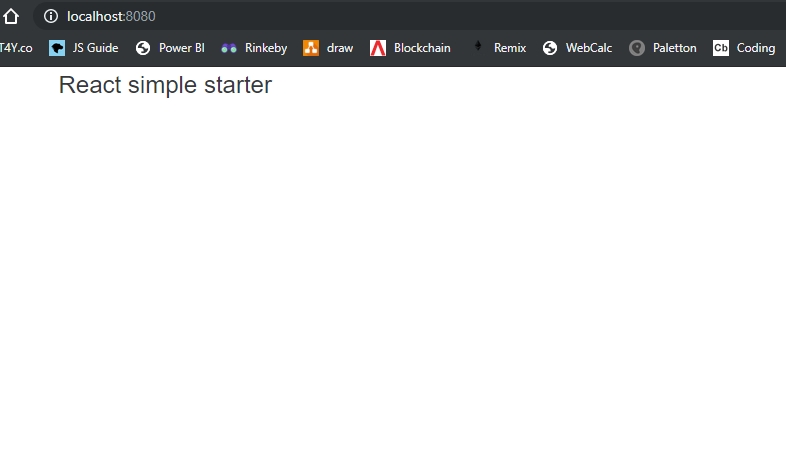 localhost:8080
T4Y.co JS Guide Power BI Rinkeby draw Blockchain Remix WebCalc Paletton Cb Coding
React simple starter